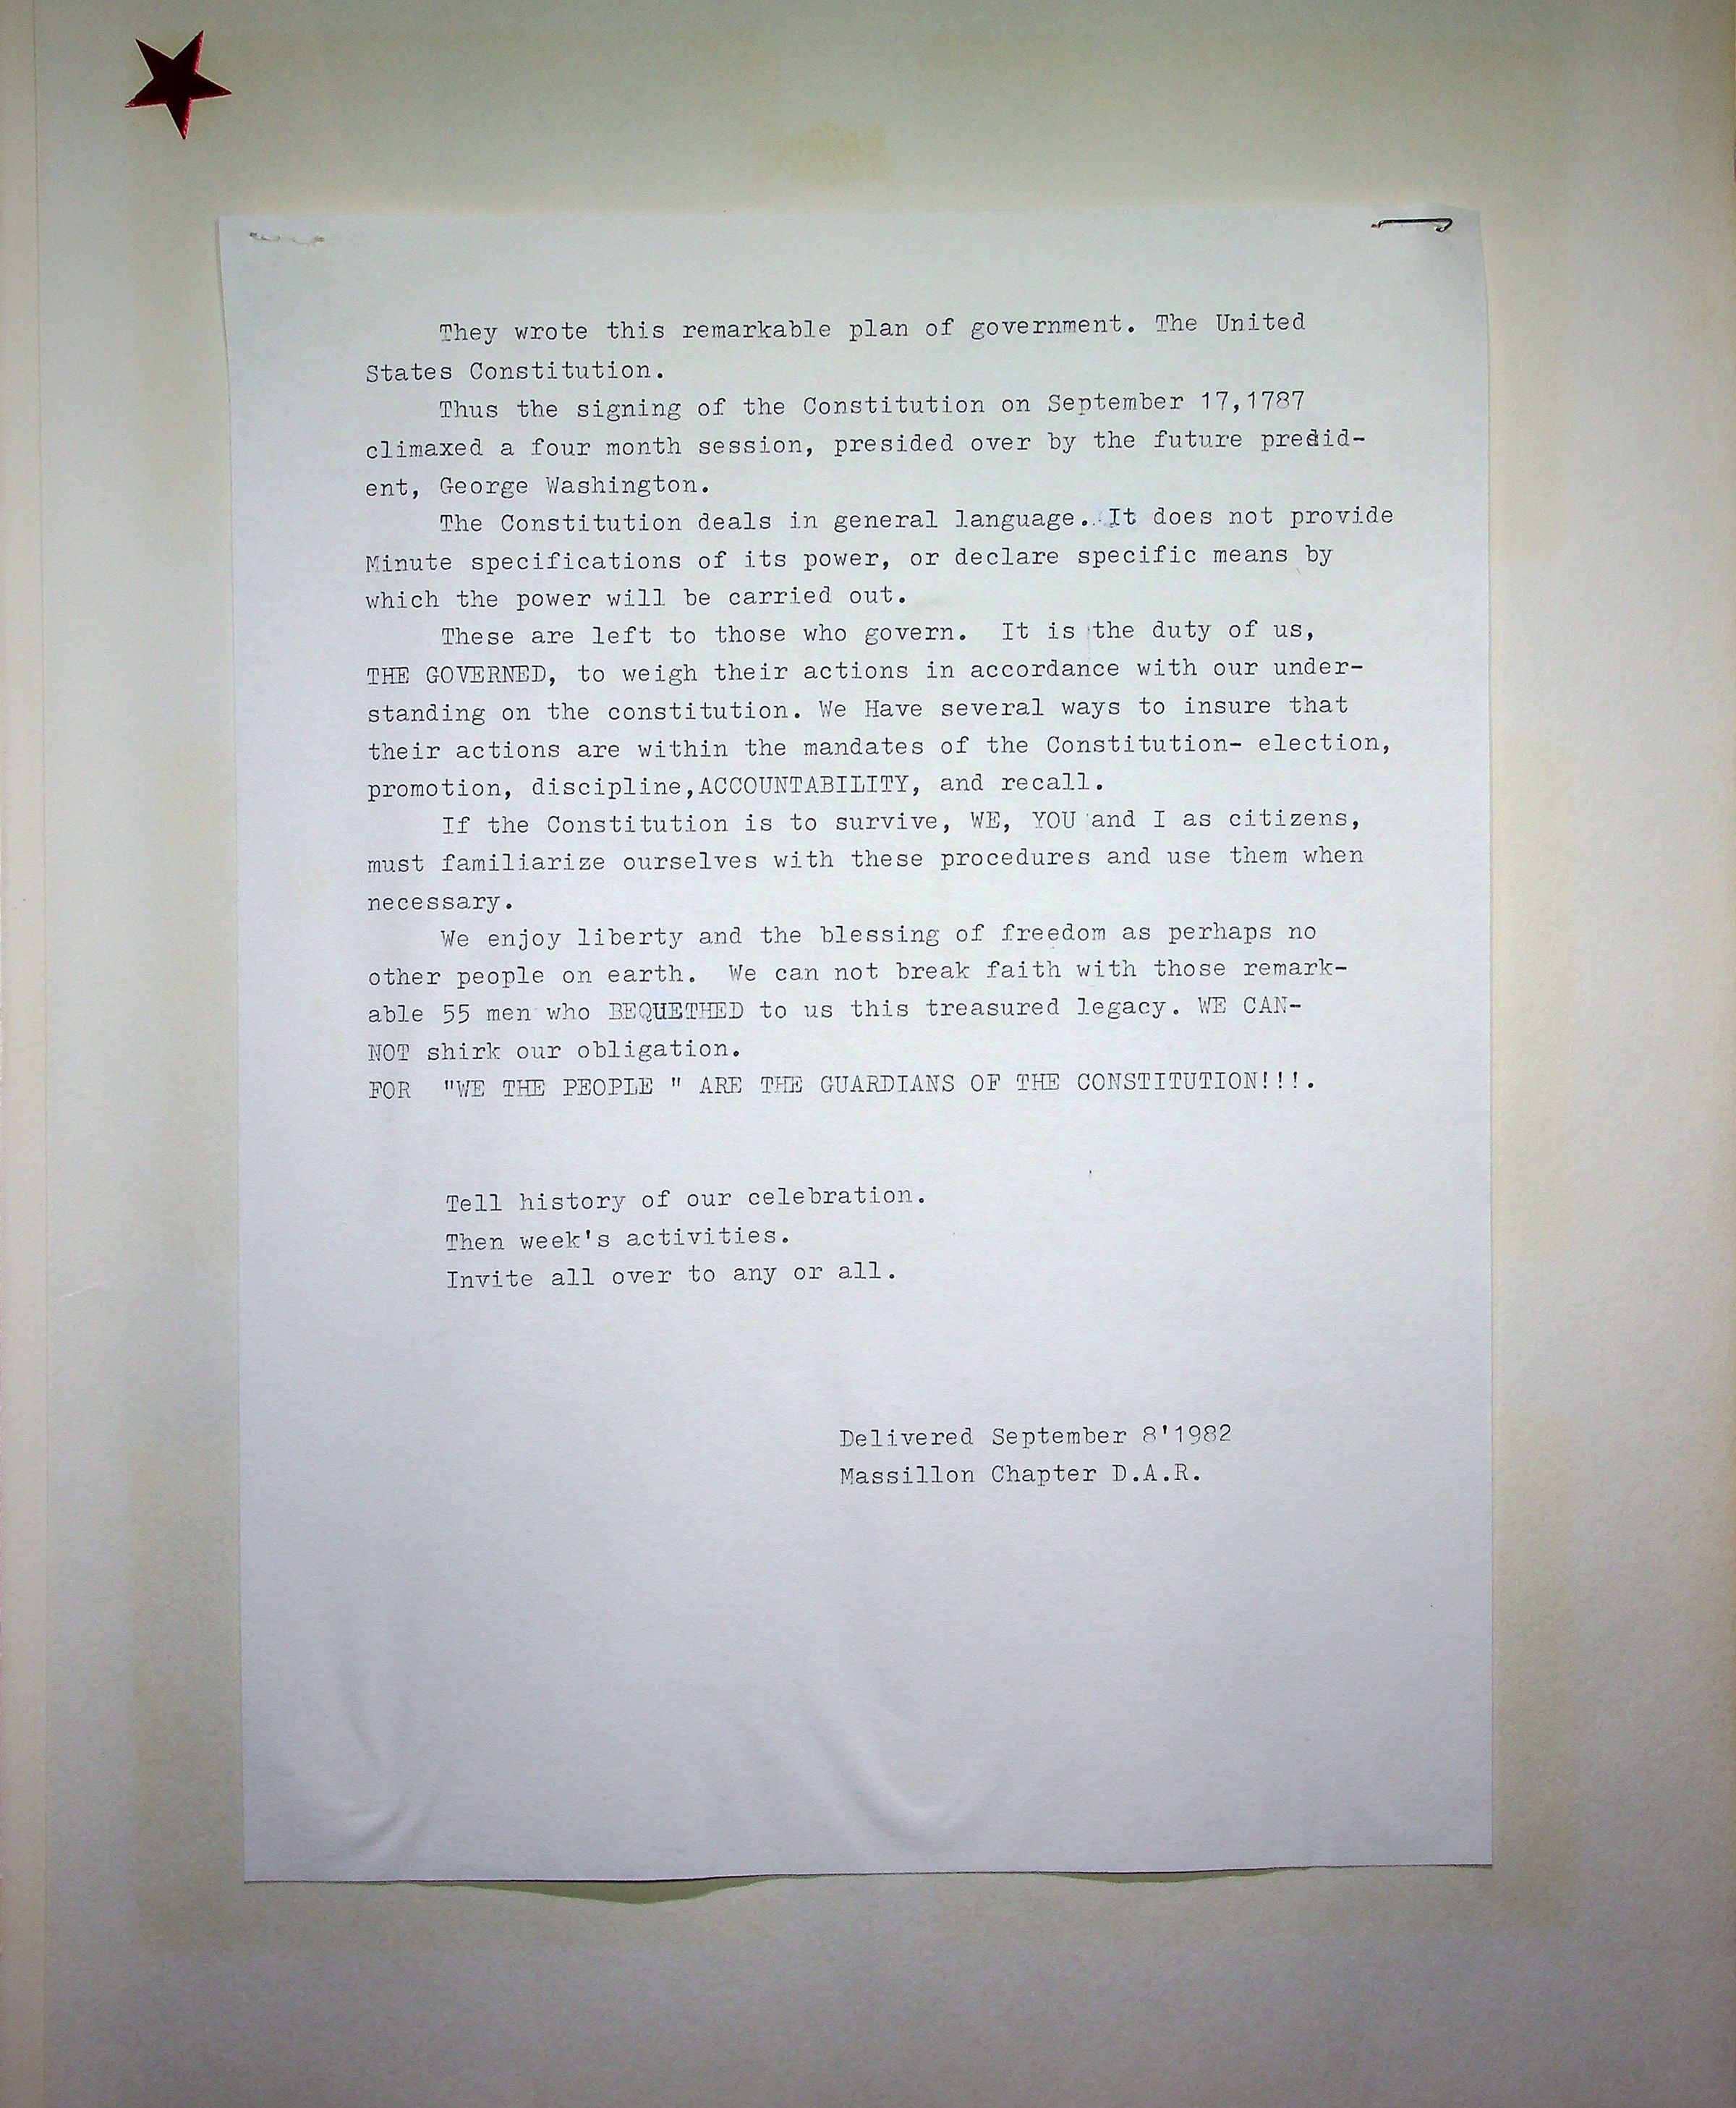 They wrote this remarkable plan of government. The United
States Constitution.
Thus the signing of the Constitution on September 17,1787
climaxed a four month session, presided over by the future presid-
ent, George Washington.
The Constitution deals in general language. It does not provide
Minute specifications of its power, or declare specific means by
which the power will be carried out.
These are left to those who govern.  It is the duty of us,
THE GOVERNED, to weigh their actions in accordance with our under-
standing on the constitution. We Have several ways to insure that
their actions are within the mandates of the Constitution- election,
promotion, discipline,ACCOUNTABILITY, and recall.
If the Constitution is to survive, WE, YOU and I as citizens,
must familiarize ourselves with these procedures and use them when
necessary.
We enjoy liberty and the blessing of freedom as perhaps no
other people on earth.  We can not break faith with those remark-
able 55 men who BEQUETHED to us this treasured legacy. WE CAN-
NOT shirk our obligation.
FOR  "WE THE PEOPLE " ARE THE GUARDIANS OF THE CONSTITUTION!!!.
Tell history of our celebration.
Then week's activities.
Invite all over to any or all.
Delivered September 8'1982
Massillon Chapter D.A.R.